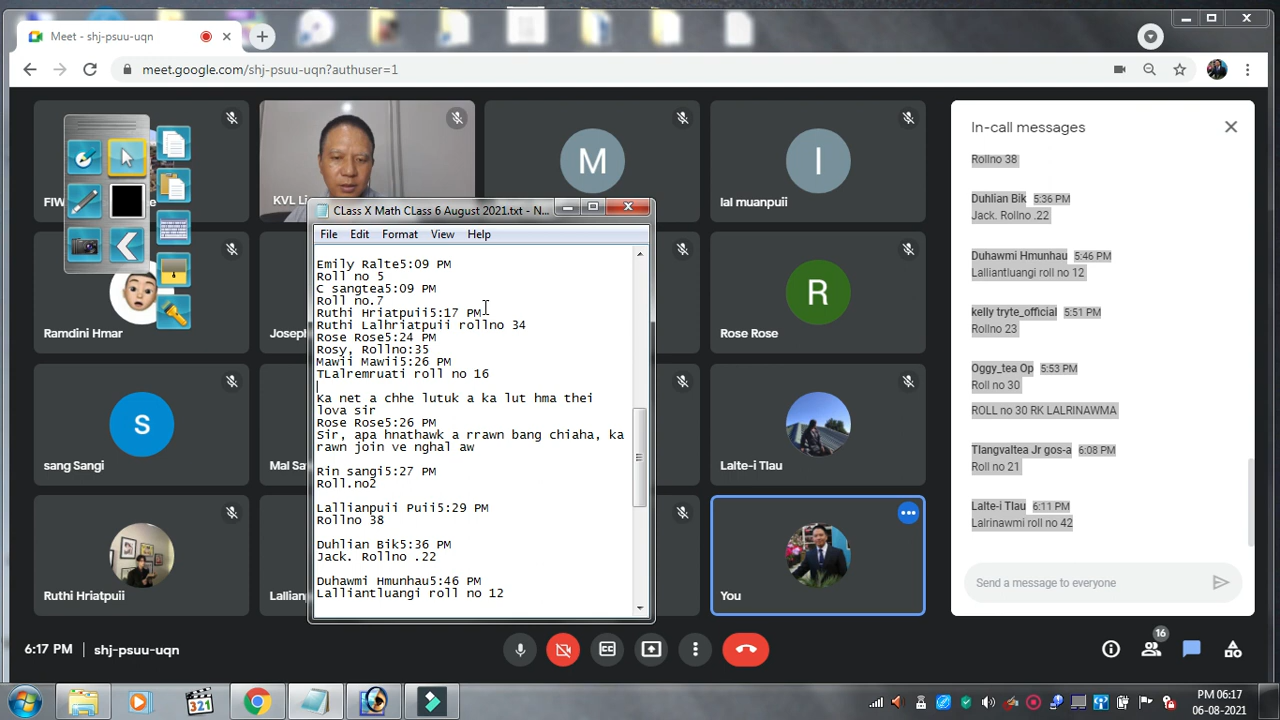 Meet - shj-psuu-uqn
meet.google.com/shj-psuu-uqn?authuser=1
FIW
KVL Li
M
l
lal muanpuii
Ramdini Hmar
Joseph
R
Rose Rose
s
sang Sangi
Mal Sa
Lalte-i Tlau
Ruthi Hriatpuii
Lallian
You
CLass X Math CLass 6 August 2021.txt - N...
File Edit Format View Help
Emily Ralte5:09 PM
Roll no 5
C sangtea5:09 PM
Roll no.7
Ruthi Hriatpuii5:17 PM
Ruthi Lalhriatpuii rollno 34
Rose Rose5:24 PM
Rosy, Rollno:35
Mawii Mawii5:26 PM
TLalremruati roll no 16
Ka net a chhe lutuk a ka lut hma thei
lova sir
Rose Rose5:26 PM
Sir, apa hnathawk a rrawn bang chiaha, ka
rawn join ve nghal aw
Rin sangi5:27 PM
Roll.no2
Lallianpuii Puii5:29 PM
Rollno 38
Duhlian Bik5:36 PM
Jack. Rollno .22
Duhawmi Hmunhau5:46 PM
Lalliantluangi roll no 12
In-call messages
Rollno 38
Duhlian Bik 5:36 PM
Jack. Rollno .22
Duhawmi Hmunhau 5:46 PM
Lalliantluangi roll no 12
kelly tryte_official 5:51 PM
Rollno 23
Oggy_tea Op 5:53 PM
Roll no 30
ROLL no 30 RK LALRINAWMA
Tlangvaltea Jr gos-a 6:08 PM
Roll no 21
Lalte-i Tlau 6:11 PM
Lalrinawmi roll no 42
Send a message to everyone
6:17 PM shj-psuu-uqn
16
321
PM 06:17
06-08-2021